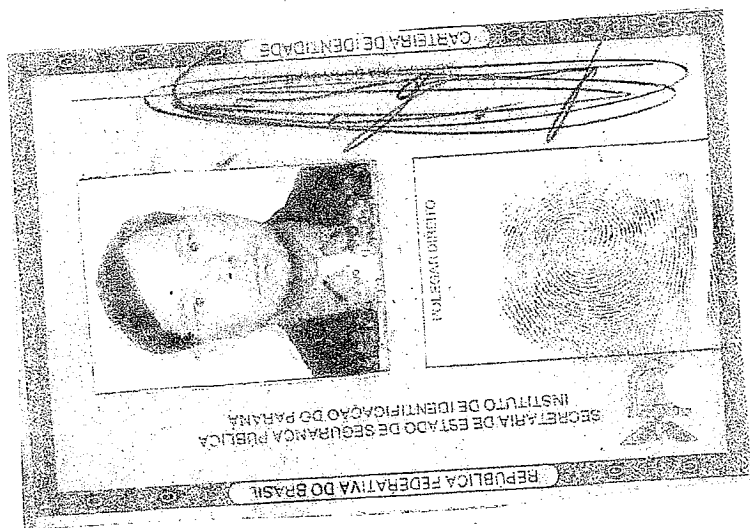 REPÚBLICA FEDERATIVA DO BRASIL
SECRETARIA DE ESTADO DE SEGURANÇA PÚBLICA
INSTITUTO DE IDENTIFICAÇÃO DO PARANÁ
POLEGAR DIREITO
CARTEIRA DE IDENTIDADE